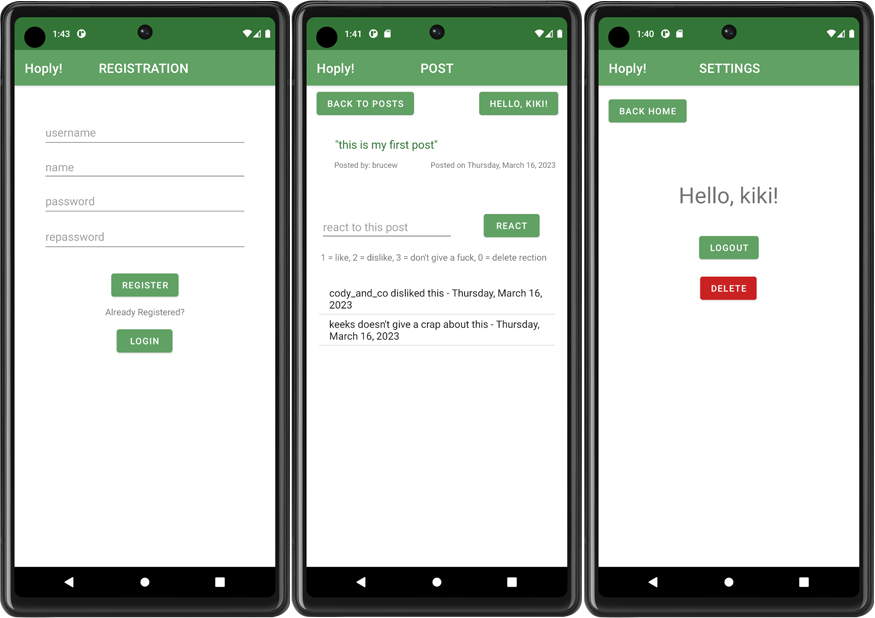 1:43
Hoply! REGISTRATION
username
name
password
repassword
REGISTER
Already Registered?
LOGIN
1:41
Hoply! POST
BACK TO POSTS HELLO, KIKI!
"this is my first post"
Posted by: brucew Posted on Thursday, March 16, 2023
react to this post REACT
1 = like, 2 = dislike, 3 = don't give a fuck, 0 = delete rection
cody_and_co disliked this - Thursday, March 16,
2023
keeks doesn't give a crap about this - Thursday,
March 16, 2023
1:40
Hoply! SETTINGS
BACK HOME
Hello, kiki!
LOGOUT
DELETE